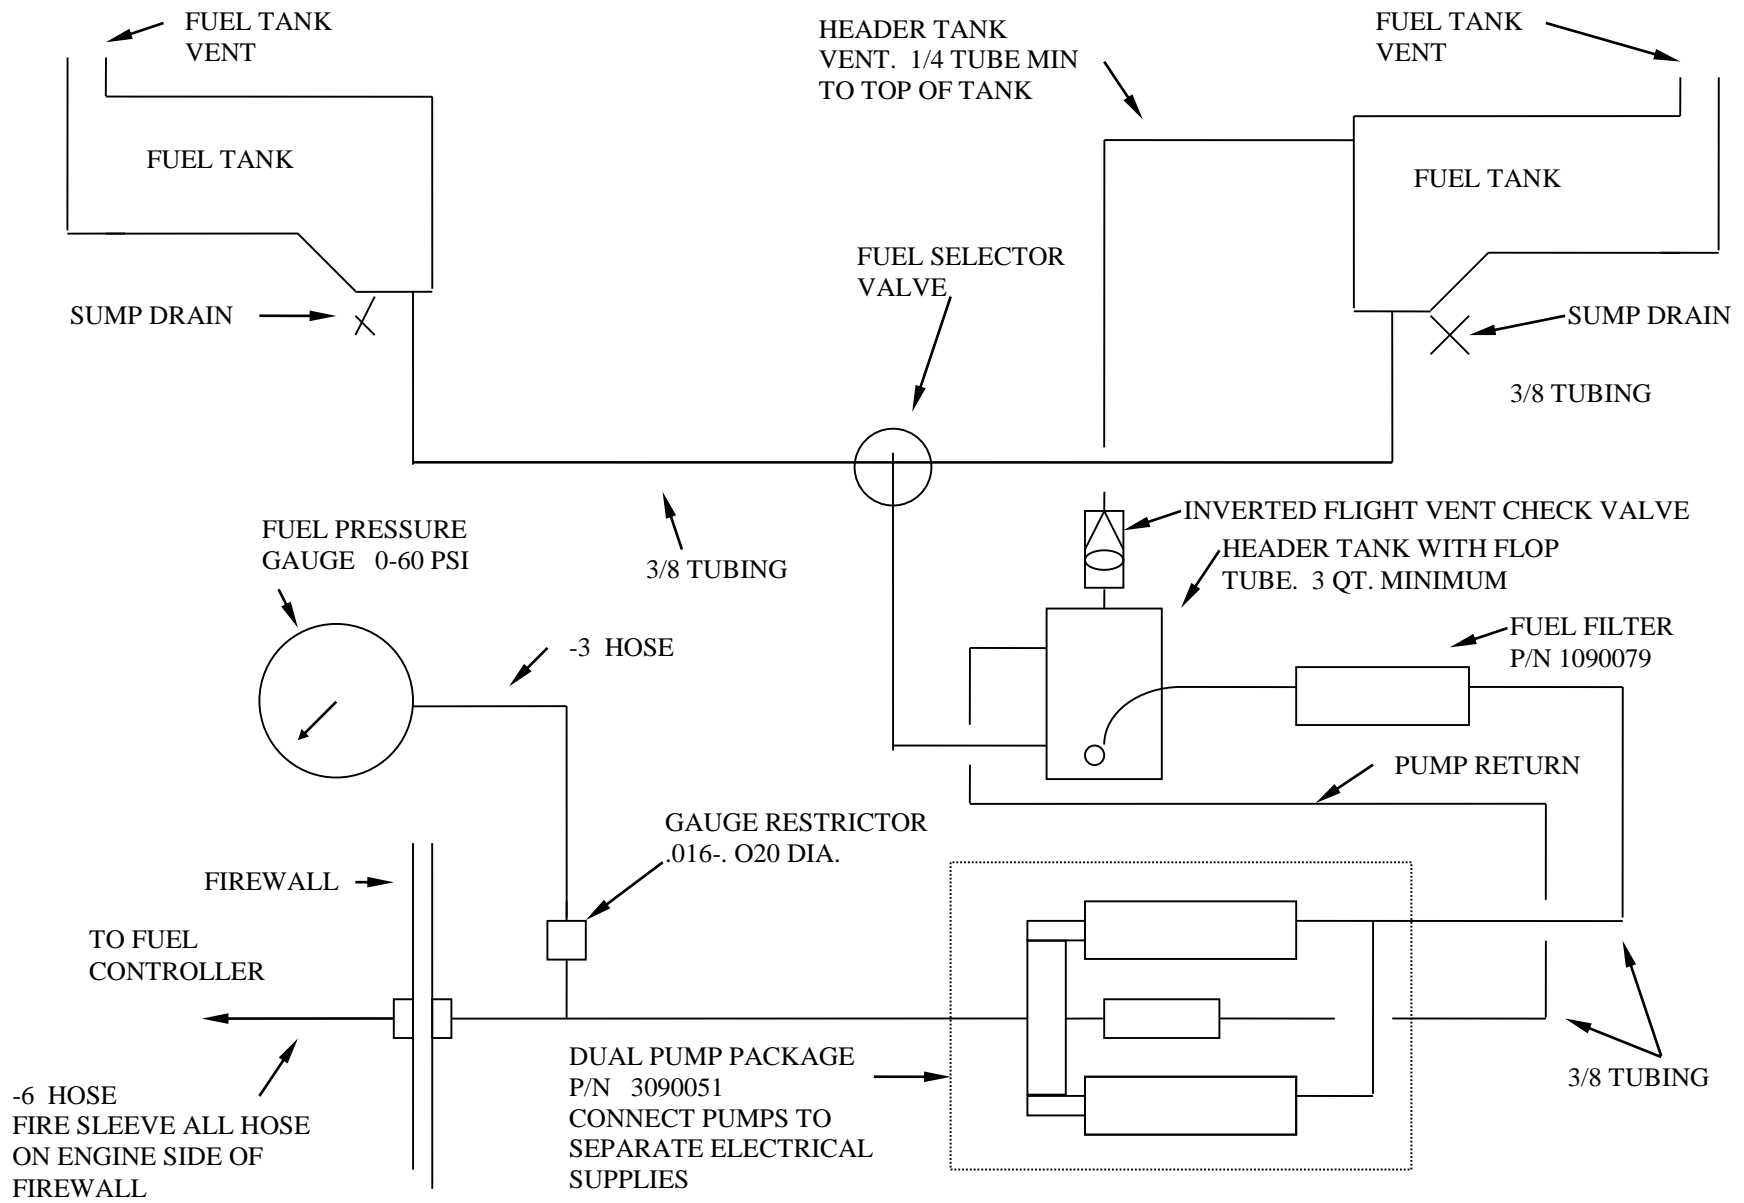 FUEL TANK
VENT
HEADER TANK
VENT. 1/4 TUBE MIN
TO TOP OF TANK
FUEL TANK
VENT
FUEL TANK
FUEL TANK
FUEL SELECTOR
VALVE
SUMP DRAIN
SUMP DRAIN
3/8 TUBING
INVERTED FLIGHT VENT CHECK VALVE
FUEL PRESSURE
GAUGE 0-60 PSI
3/8 TUBING
HEADER TANK WITH FLOP
TUBE. 3 QT. MINIMUM
-3 HOSE
FUEL FILTER
P/N 1090079
PUMP RETURN
GAUGE RESTRICTOR
.016-. O20 DIA.
FIREWALL
TO FUEL
CONTROLLER
DUAL PUMP PACKAGE
P/N 3090051
CONNECT PUMPS TO
SEPARATE ELECTRICAL
SUPPLIES
3/8 TUBING
-6 HOSE
FIRE SLEEVE ALL HOSE
ON ENGINE SIDE OF
FIREWALL